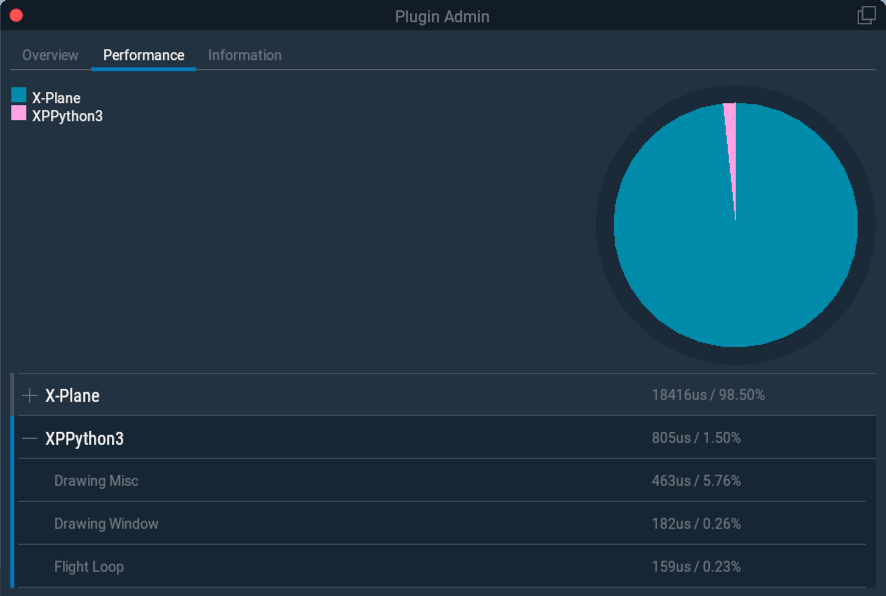 Plugin Admin
Overview Performance Information
X-Plane
XPPython3
X-Plane 18416us / 98.50%
XPPython3 805us / 1.50%
Drawing Misc 463us / 5.76%
Drawing Window 182us / 0.26%
Flight Loop 159us / 0.23%